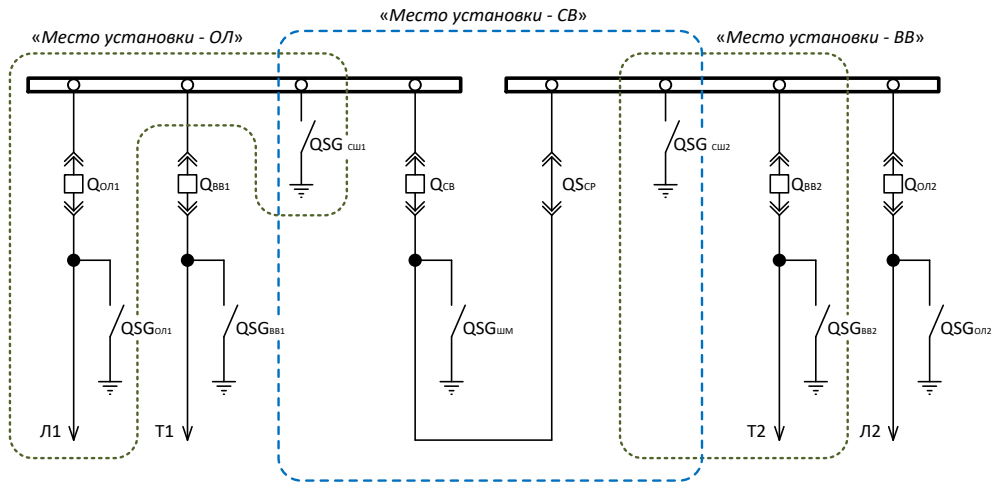 «Место установки - СВ»
«Место установки - ОЛ»
«Место установки - ВВ»
QSG СШ1
QSG СШ2
QОЛ1
QВВ1
QСВ
QSСР
QВВ2
QОЛ2
QSGОЛ1
QSGВВ1
QSGШМ
QSGВВ2
QSGОЛ2
Л1
Т1
Т2
Л2